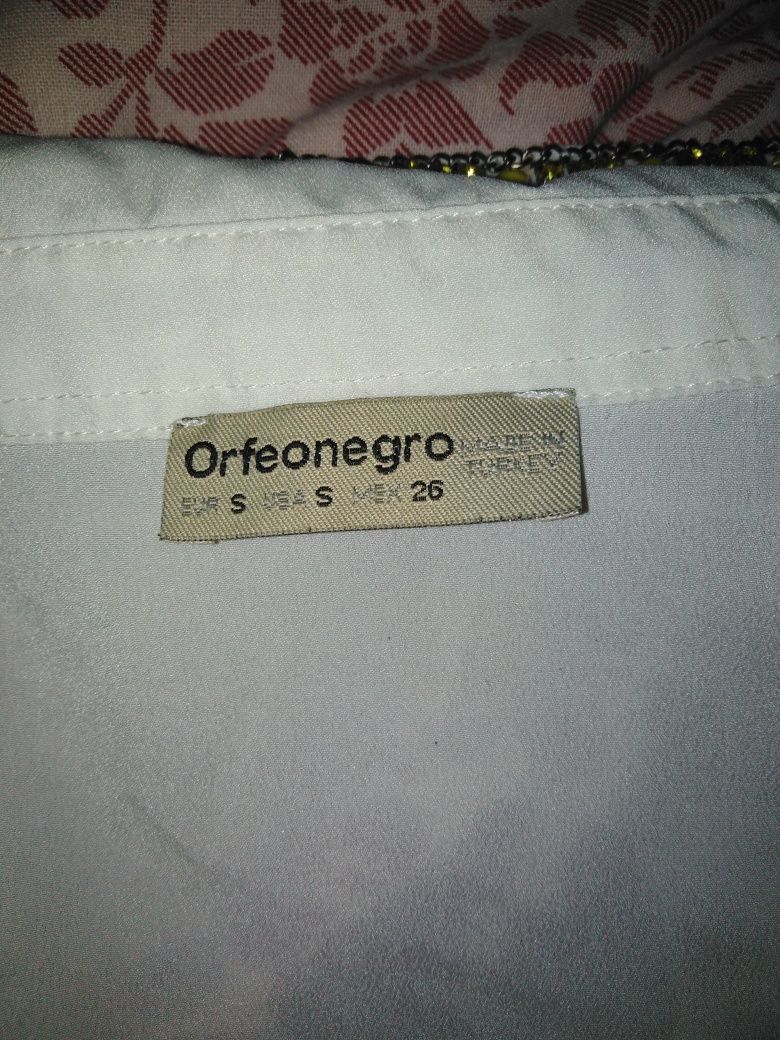 Orfeonegro
MADE IN
TURKEY
EUR S USA S MEX 26